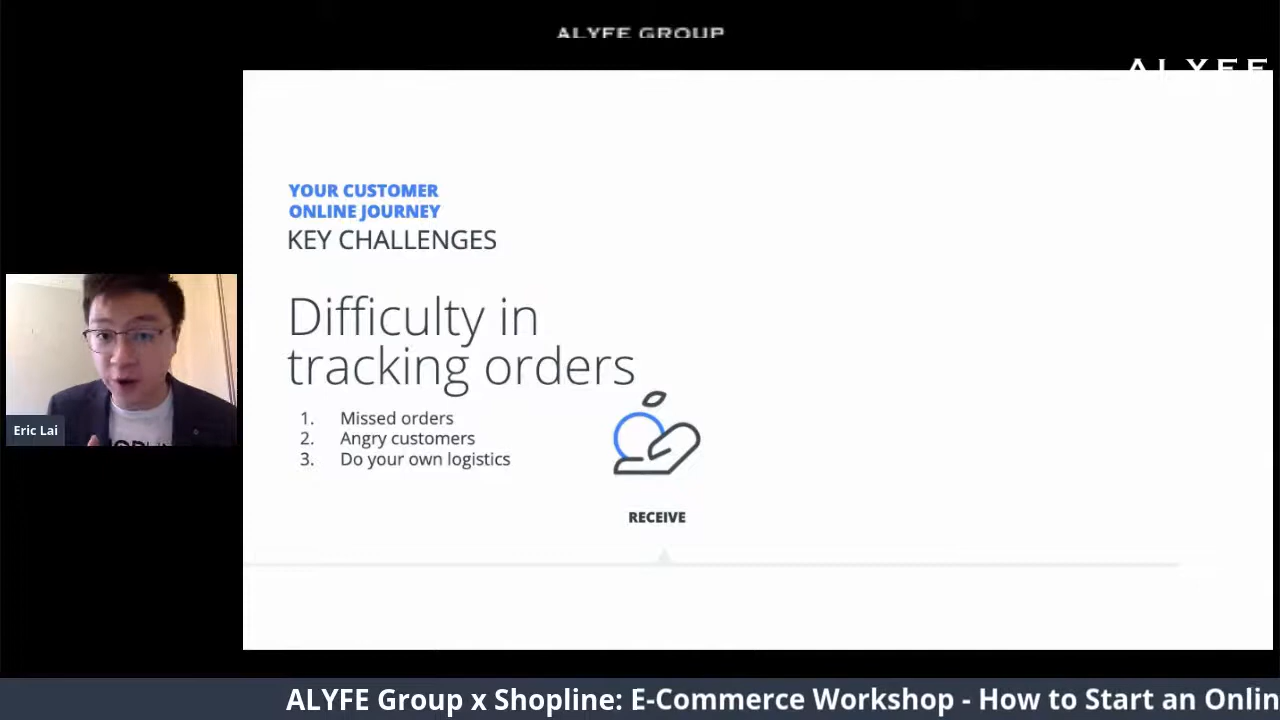 ALYFE GROUP
ALYFE
YOUR CUSTOMER
ONLINE JOURNEY
KEY CHALLENGES
Difficulty in
tracking orders
1. Missed orders
2. Angry customers
3. Do your own logistics
RECEIVE
Eric Lai
ALYFE Group x Shopline: E-Commerce Workshop - How to Start an Onlin